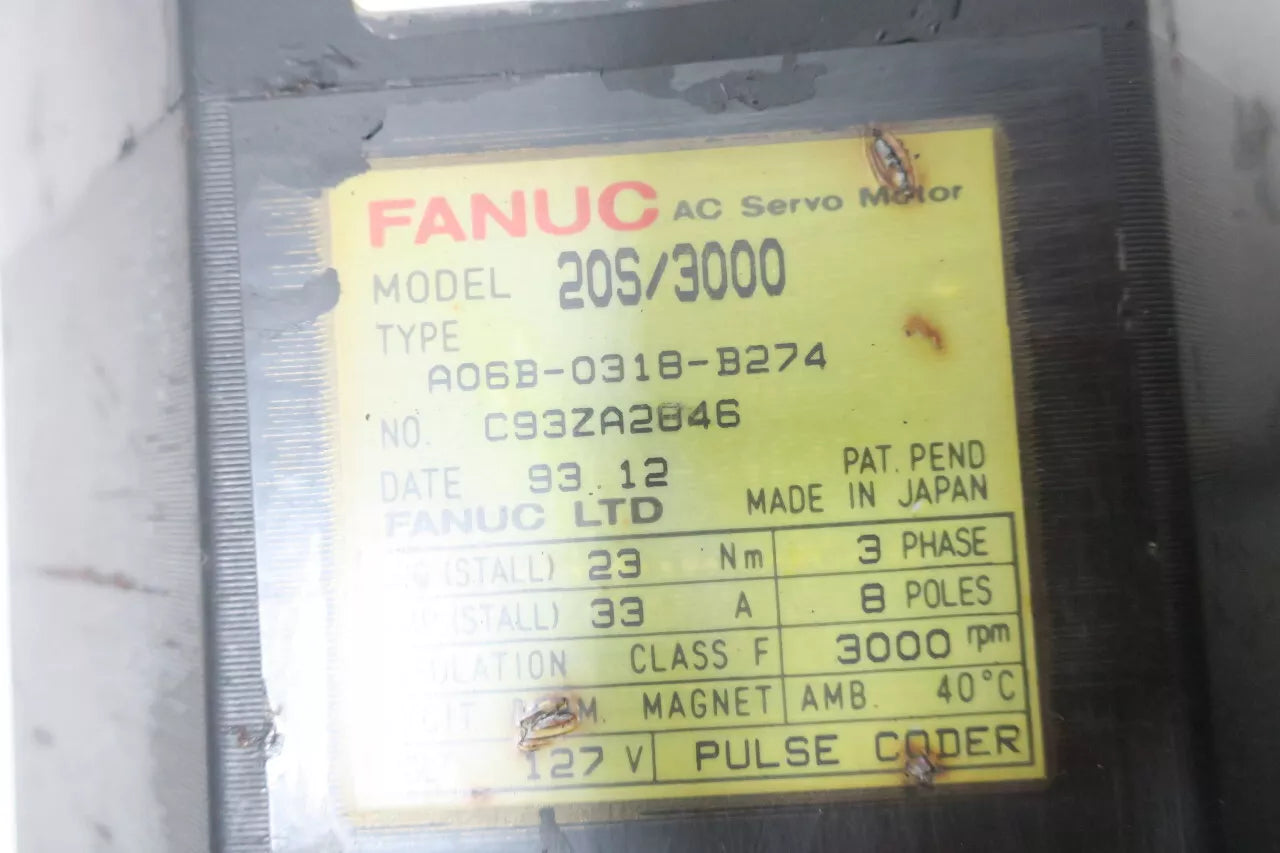 FANUC AC Servo Motor
MODEL 20S/3000
TYPE
A06B-0318-B274
NO. C93ZA2846
DATE 93.12
PAT. PEND
FANUC LTD
MADE IN JAPAN
(STALL) 23 Nm
3 PHASE
(STALL) 33 A
8 POLES
CLASS F
3000 rpm
MAGNET
AMB. 40°C
127 V
PULSE CODER